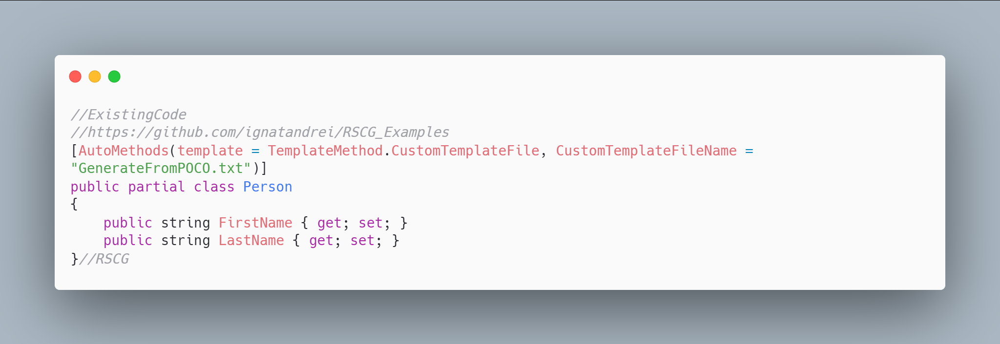 //ExistingCode
//https://github.com/ignatandrei/RSCG_Examples
[AutoMethods(template = TemplateMethod.CustomTemplateFile, CustomTemplateFileName =
"GenerateFromPOCO.txt")]
public partial class Person
{
    public string FirstName { get; set; }
    public string LastName { get; set; }
}//RSCG